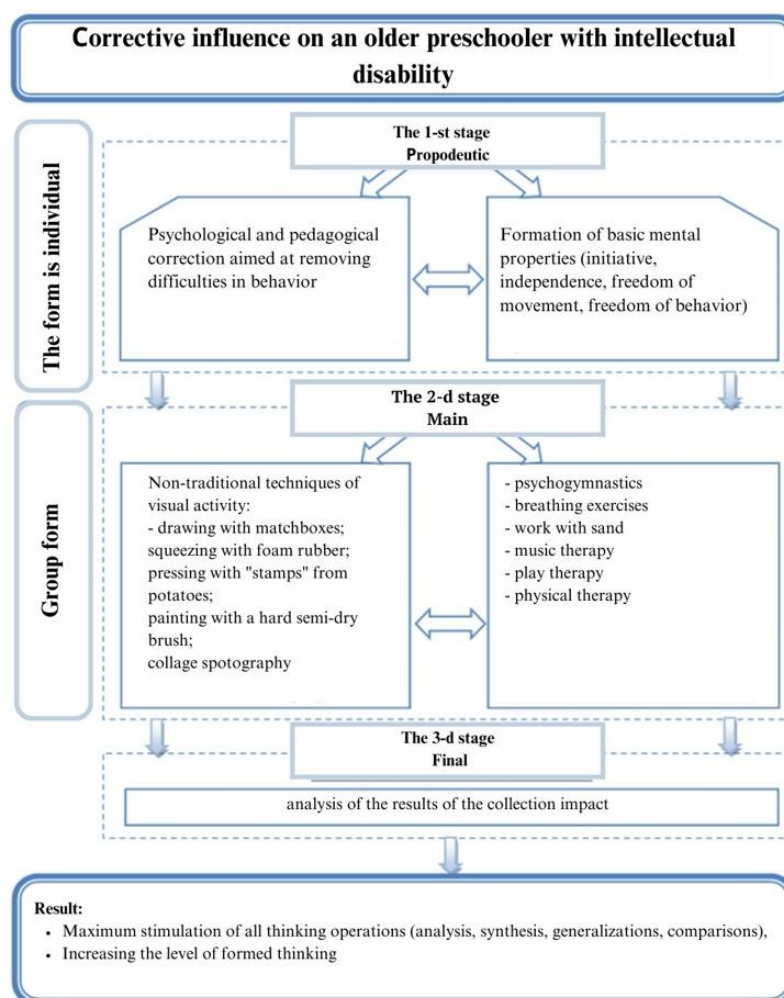 Corrective influence on an older preschooler with intellectual
disability
The form is individual
The 1-st stage
Propodeutic
Psychological and pedagogical
correction aimed at removing
difficulties in behavior
Formation of basic mental
properties (initiative,
independence, freedom of
movement, freedom of behavior)
Group form
The 2-d stage
Main
Non-traditional techniques of
visual activity:
- drawing with matchboxes;
squeezing with foam rubber;
pressing with "stamps" from
potatoes;
painting with a hard semi-dry
brush;
collage spotography
- psychogymnastics
- breathing exercises
- work with sand
- music therapy
- play therapy
- physical therapy
The 3-d stage
Final
analysis of the results of the collection impact
Result:
• Maximum stimulation of all thinking operations (analysis, synthesis, generalizations, comparisons),
• Increasing the level of formed thinking